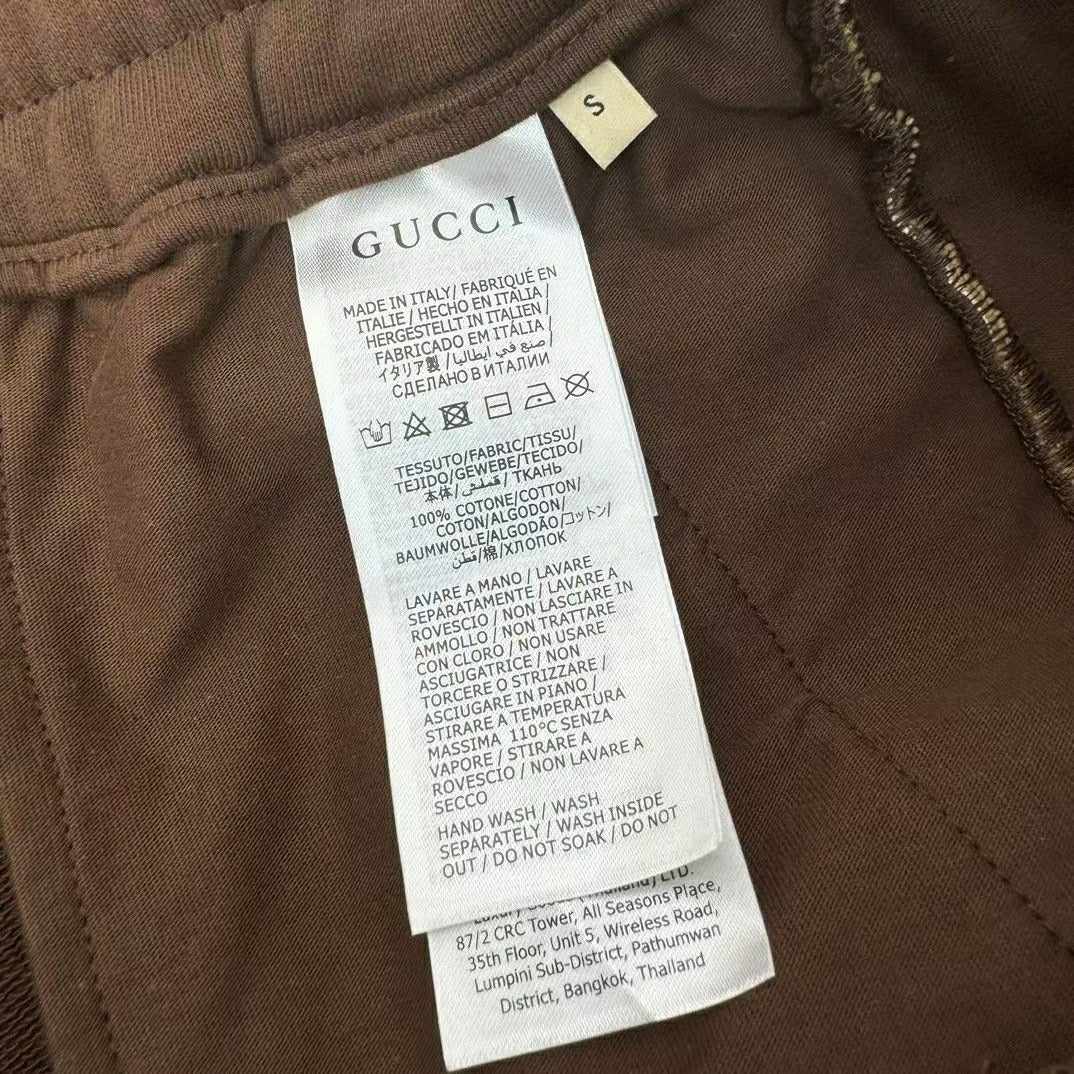 S
GUCCI
MADE IN ITALY/ FABRIQUÉ EN
ITALIE / HECHO EN ITALIA /
HERGESTELLT IN ITALIEN /
FABRICADO EM ITÁLIA /
イタリア製 / صنع في ايطاليا /
СДЕЛАНО В ИТАЛИИ
TESSUTO/FABRIC/TISSU/
TEJIDO/GEWEBE/TECIDO/
本体/قماش/ ТКАНЬ
100% COTONE/COTTON/
COTON/ALGODON/
BAUMWOLLE/ALGODÃO/コットン/
قطن/棉/ХЛОПОК
LAVARE A MANO / LAVARE
SEPARATAMENTE / LAVARE A
ROVESCIO / NON LASCIARE IN
AMMOLLO / NON TRATTARE
CON CLORO / NON USARE
ASCIUGATRICE / NON
TORCERE O STRIZZARE /
ASCIUGARE IN PIANO /
STIRARE A TEMPERATURA
MASSIMA 110°C SENZA
VAPORE / STIRARE A
ROVESCIO / NON LAVARE A
SECCO
HAND WASH / WASH
SEPARATELY / WASH INSIDE
OUT / DO NOT SOAK / DO NOT
(Thailand) LTD.
87/2 CRC Tower, All Seasons Place,
35th Floor, Unit 5, Wireless Road,
Lumpini Sub-District, Pathumwan
District, Bangkok, Thailand